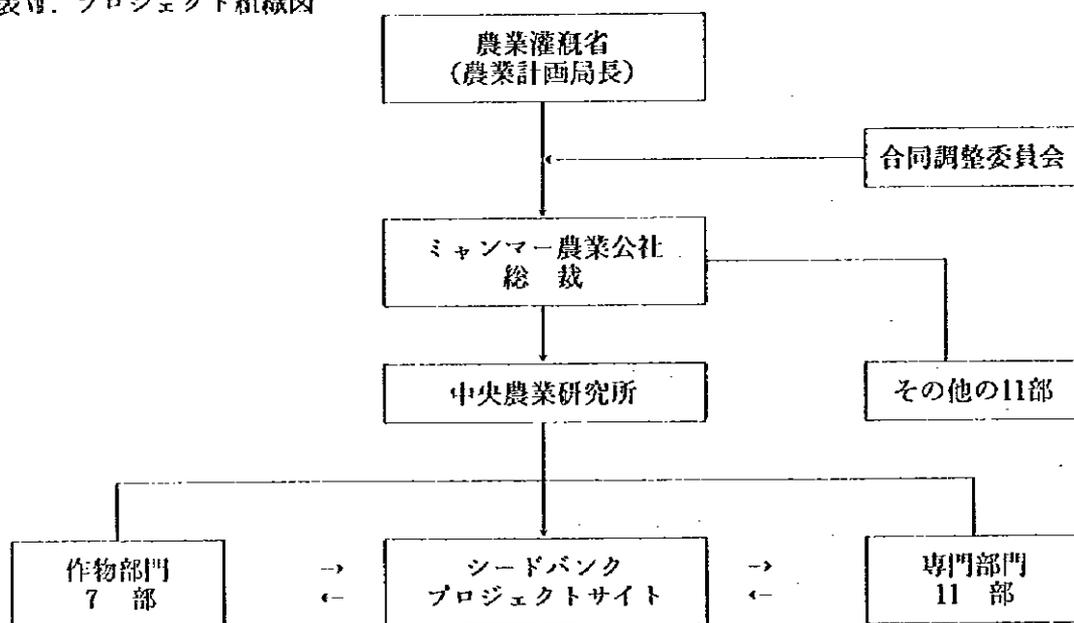 プロジェクト組織図
農業灌漑省
(農業計画局長)
合同調整委員会
ミャンマー農業公社
総 裁
中央農業研究所
その他の11部
作物部門
7 部
→
←
シードバンク
プロジェクトサイト
→
←
専門部門
11 部